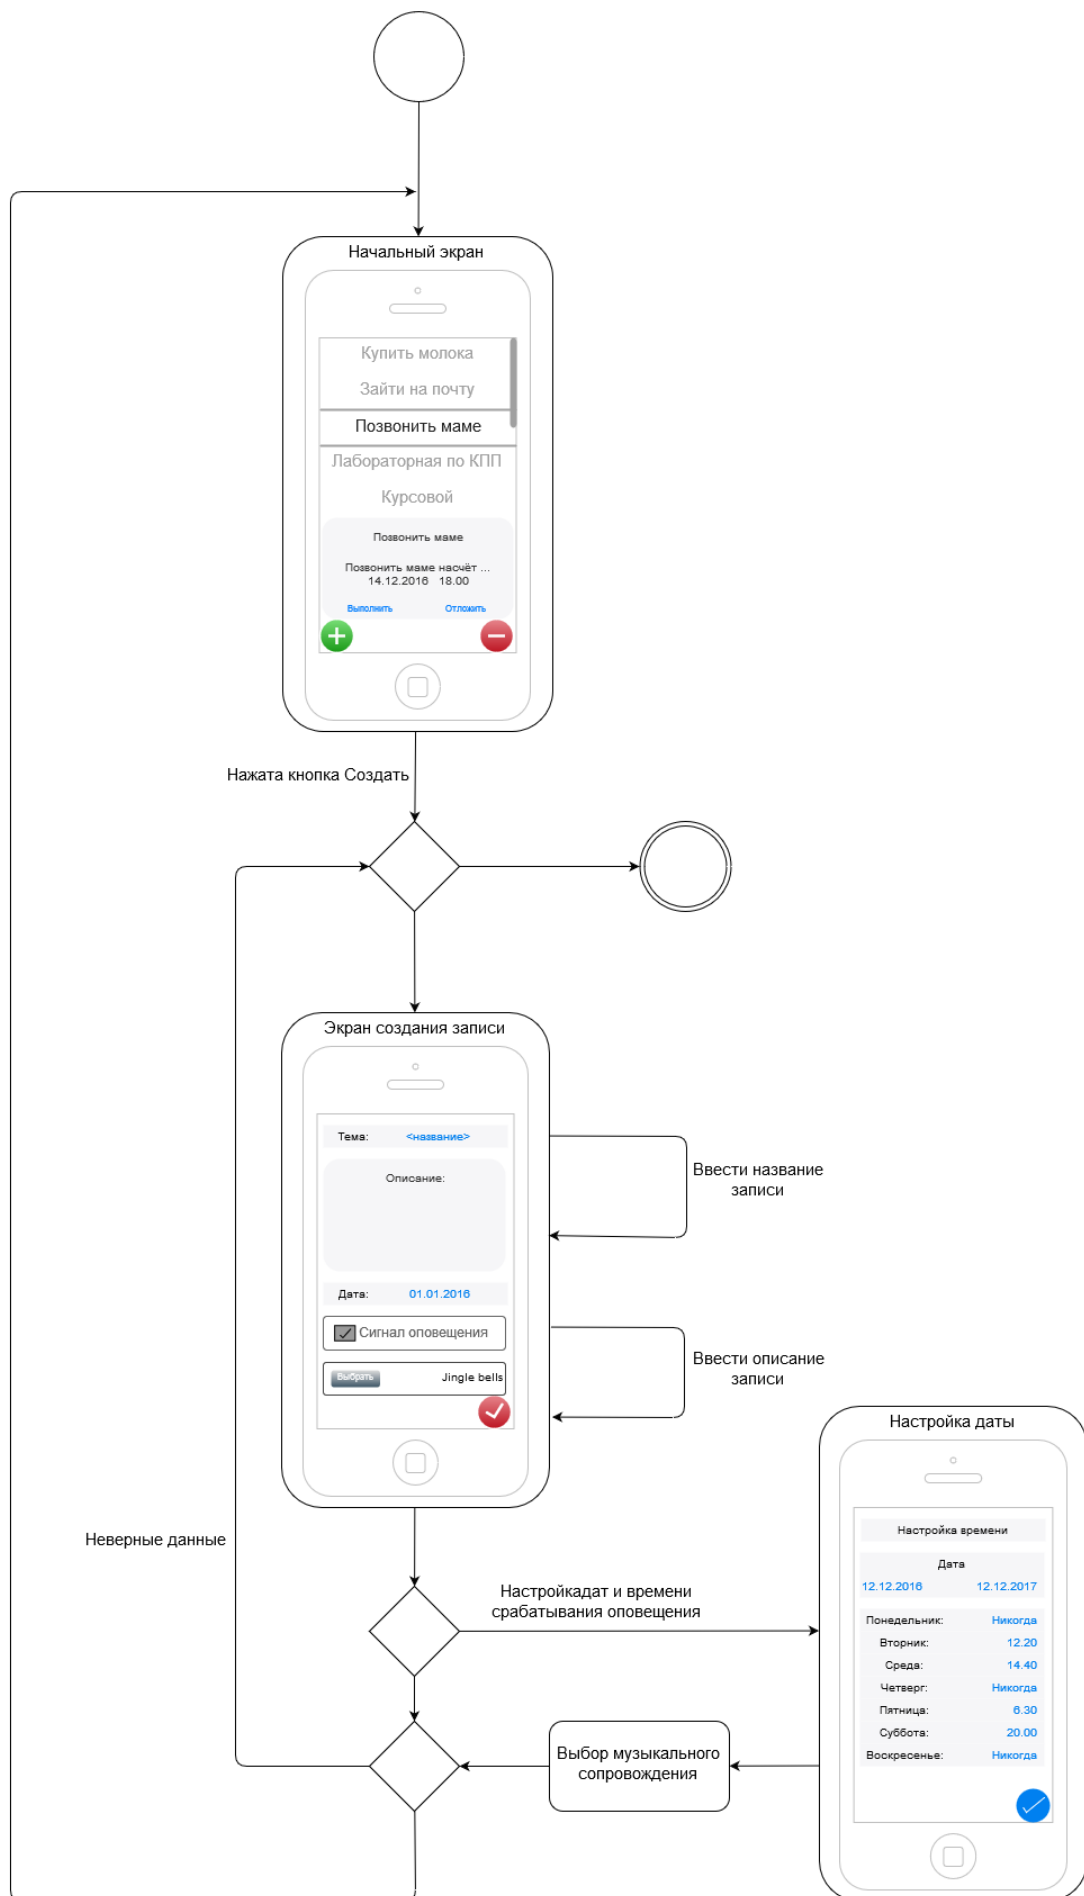 Начальный экран
Купить молока
Зайти на почту
Позвонить маме
Лабораторная по КПП
Курсовой
Позвонить маме
Позвонить маме насчёт ...
14.12.2016 18.00
Выполнить Отложить
Нажата кнопка Создать
Экран создания записи
Тема: <название>
Описание:
Дата: 01.01.2016
Сигнал оповещения
Выбрать Jingle bells
Ввести название
записи
Ввести описание
записи
Неверные данные
Настройкадат и времени
срабатывания оповещения
Настройка даты
Настройка времени
Дата
12.12.2016 12.12.2017
Понедельник: Никогда
Вторник: 12.20
Среда: 14.40
Четверг: Никогда
Пятница: 6.30
Суббота: 20.00
Воскресенье: Никогда
Выбор музыкального
сопровождения